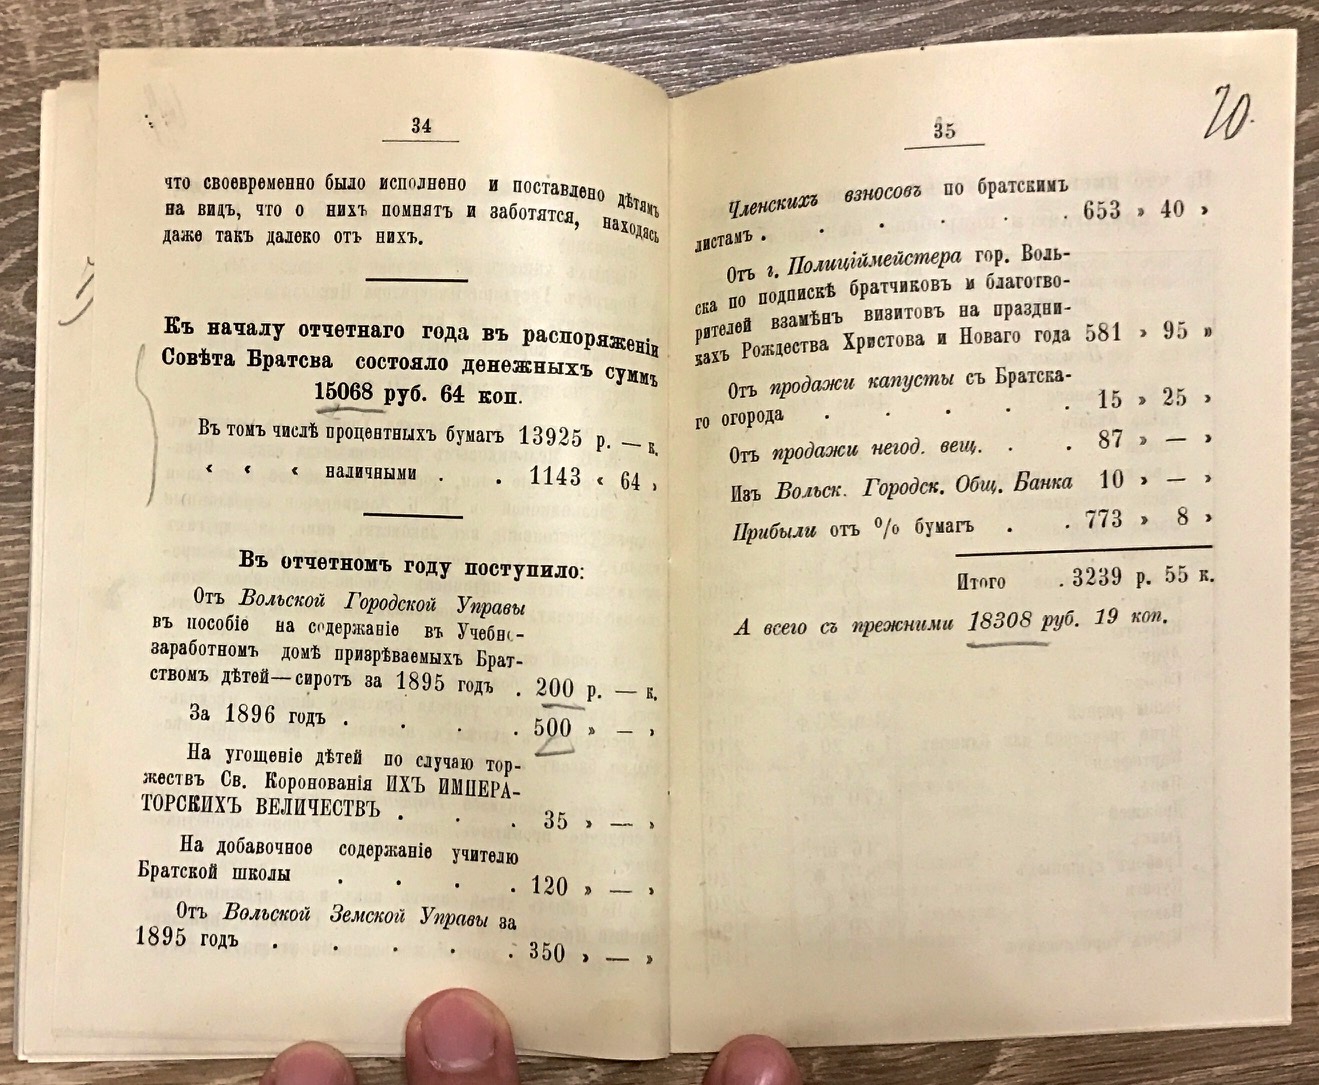 34
что своевременно было исполнено и поставлено дѣтямъ
на видъ, что о нихъ помнятъ и заботятся, находясь
даже такъ далеко отъ нихъ.
Къ началу отчетнаго года въ распоряженіи
Совѣта Братсва состояло денежныхъ суммъ
15068 руб. 64 коп.
Въ томъ числѣ процентныхъ бумагъ 13925 р. — к.
« « « наличными . . 1143 « 64 ,
Въ отчетномъ году поступило:
Отъ Вольской Городской Управы
въ пособіе на содержаніе въ Учебно-
заработномъ домѣ призрѣваемыхъ Брат-
ствомъ дѣтей—сиротъ за 1895 годъ . 200 р. — к.
За 1896 годъ . . . . 500 » — ,
На угощеніе дѣтей по случаю тор-
жествъ Св. Коронованія ИХЪ ИМПЕРА-
ТОРСКИХЪ ВЕЛИЧЕСТВЪ . . . 35 » — ,
На добавочное содержаніе учителю
Братской школы . . . . 120 » — ,
Отъ Вольской Земской Управы за
1895 годъ . . . . . 350 » — »
35
20.
Членскихъ взносовъ по братскимъ
листамъ . . . . . . 653 » 40 »
Отъ г. Полиціймейстера гор. Воль-
ска по подпискѣ братчиковъ и благотво-
рителей взамѣнъ визитовъ на праздни-
кахъ Рождества Христова и Новаго года 581 » 95 »
Отъ продажи капусты съ Братска-
го огорода . . . . . 15 » 25 »
Отъ продажи негод. вещ. . . 87 » — »
Изъ Вольск. Городск. Общ. Банка 10 » — »
Прибыли отъ % бумагъ . . 773 » 8 »
Итого . 3239 р. 55 к.
А всего съ прежними 18308 руб. 19 коп.